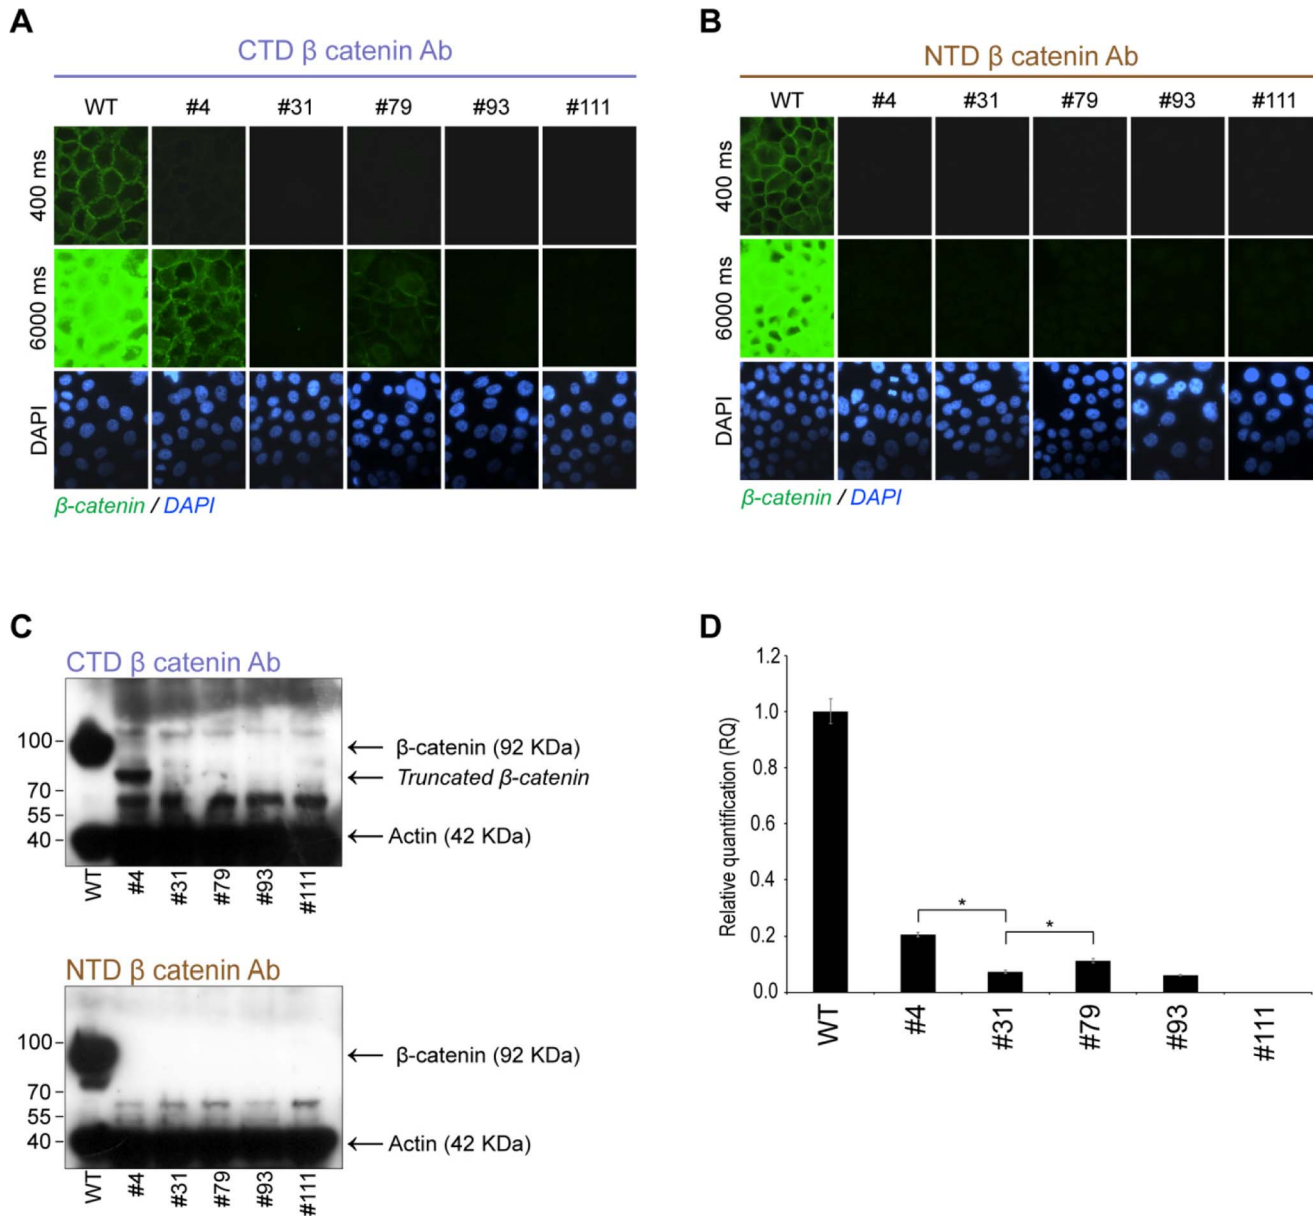 A
CTD β catenin Ab
WT #4 #31 #79 #93 #111
400 ms
6000 ms
DAPI
β-catenin / DAPI
B
NTD β catenin Ab
WT #4 #31 #79 #93 #111
400 ms
6000 ms
DAPI
β-catenin / DAPI
C
CTD β catenin Ab
100
70
55
40
β-catenin (92 KDa)
Truncated β-catenin
Actin (42 KDa)
WT #4 #31 #79 #93 #111
NTD β catenin Ab
100
70
55
40
β-catenin (92 KDa)
Actin (42 KDa)
WT #4 #31 #79 #93 #111
D
Relative quantification (RQ)
1.2
1.0
0.8
0.6
0.4
0.2
0.0
*
*
WT #4 #31 #79 #93 #111